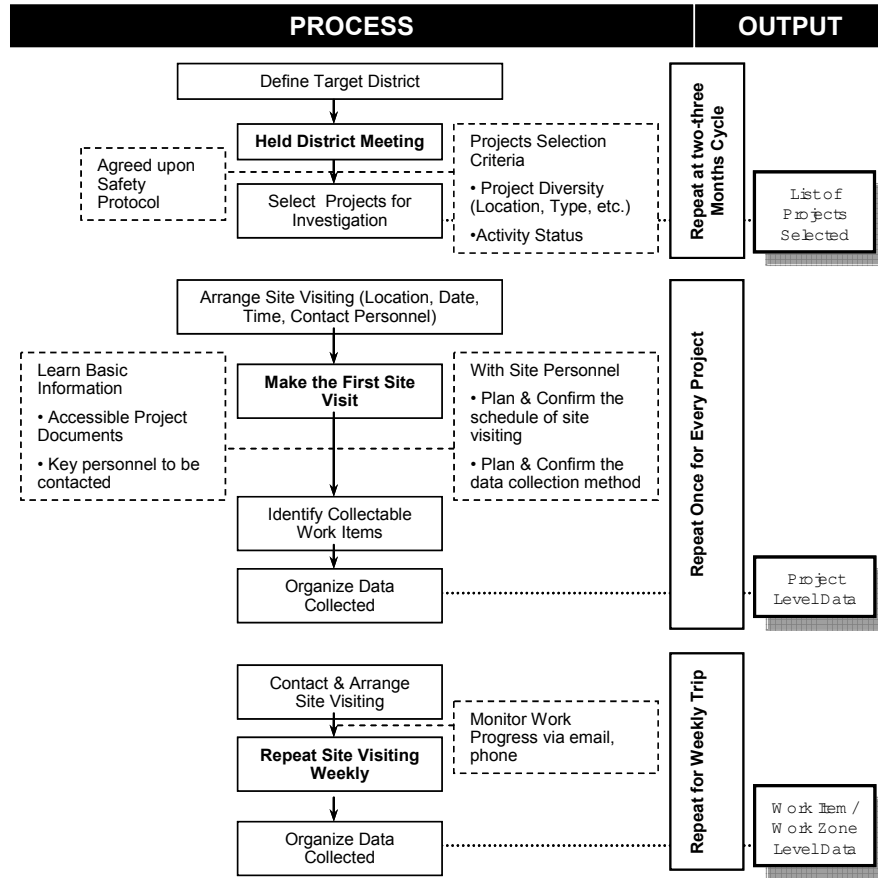 PROCESS
OUTPUT
Define Target District
Held District Meeting
Agreed upon
Safety
Protocol
Select Projects for
Investigation
Projects Selection
Criteria
• Project Diversity
(Location, Type, etc.)
•Activity Status
Repeat at two-three
Months Cycle
List of
Projects
Selected
Arrange Site Visiting (Location, Date,
Time, Contact Personnel)
Learn Basic
Information
• Accessible Project
Documents
• Key personnel to be
contacted
Make the First Site
Visit
With Site Personnel
• Plan & Confirm the
schedule of site
visiting
• Plan & Confirm the
data collection method
Identify Collectable
Work Items
Organize Data
Collected
Repeat Once for Every Project
Project
Level Data
Contact & Arrange
Site Visiting
Monitor Work
Progress via email,
phone
Repeat Site Visiting
Weekly
Organize Data
Collected
Repeat for Weekly Trip
Work Item /
Work Zone
Level Data